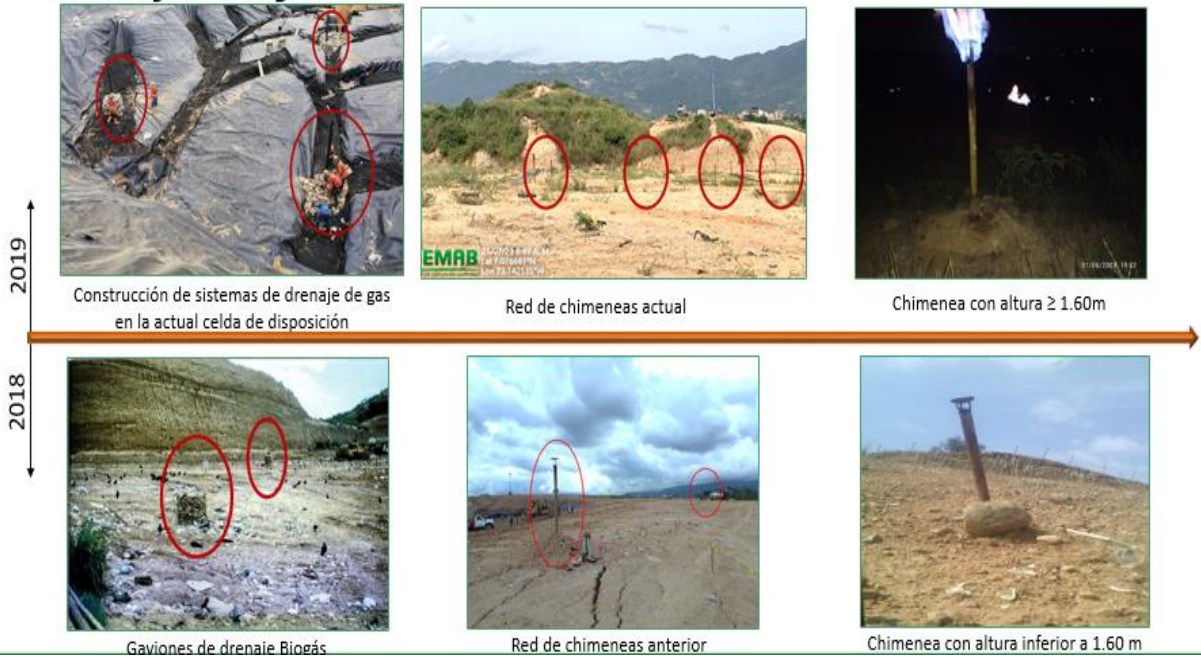 2019
Construcción de sistemas de drenaje de gas
en la actual celda de disposición
EMAB
Red de chimeneas actual
Chimenea con altura ≥ 1.60m
2018
Gaviones de drenaje Biogás
Red de chimeneas anterior
Chimenea con altura inferior a 1.60 m